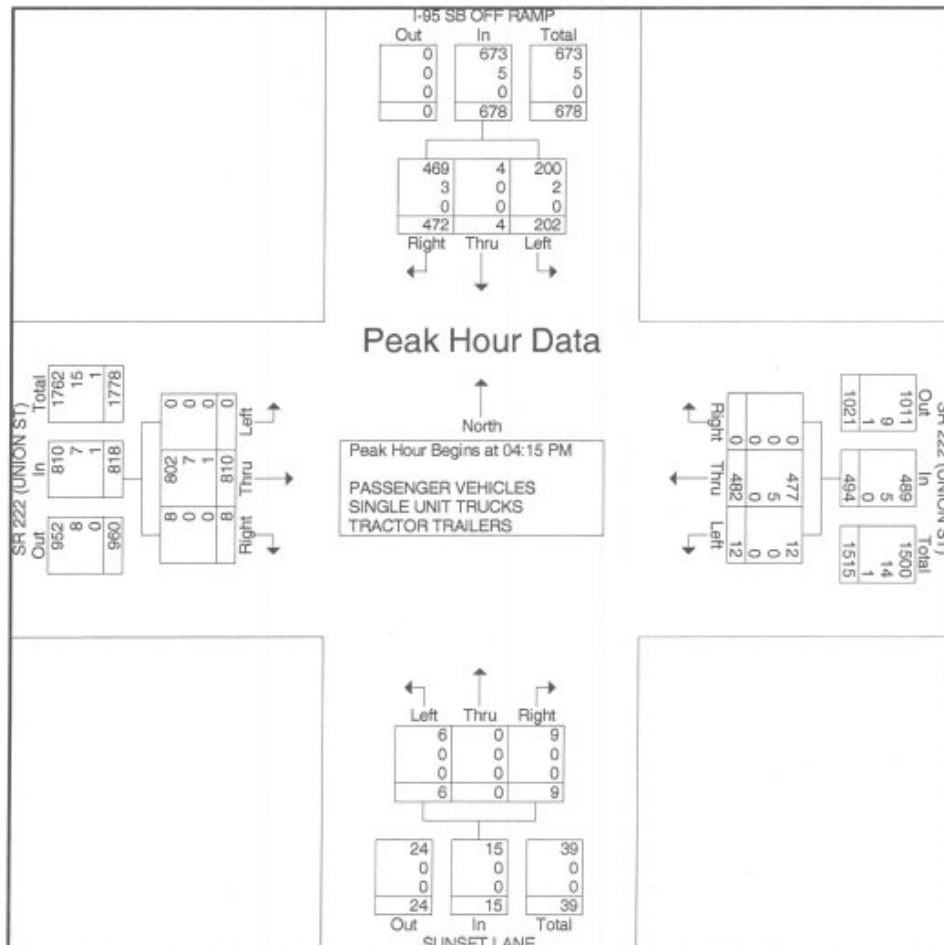 I-95 SB OFF RAMP
Out In Total
0 673 673
0 5 5
0 0 0
0 678 678
469 4 200
3 0 2
0 0 0
472 4 202
Right Thru Left
Peak Hour Data
North
Peak Hour Begins at 04:15 PM
PASSENGER VEHICLES
SINGLE UNIT TRUCKS
TRACTOR TRAILERS
SR 222 (UNION ST)
Out In Total
952 810 1762
8 7 15
0 1 1
960 818 1778
Left Thru Right
0 802 8
0 7 0
0 1 0
0 810 8
SR 222 (UNION ST)
Out In Total
1011 489 1500
9 5 14
1 0 1
1021 494 1515
Right Thru Left
0 477 12
0 5 0
0 0 0
0 482 12
Left Thru Right
6 0 9
0 0 0
0 0 0
6 0 9
24 15 39
0 0 0
0 0 0
24 15 39
Out In Total
SUNSET LANE